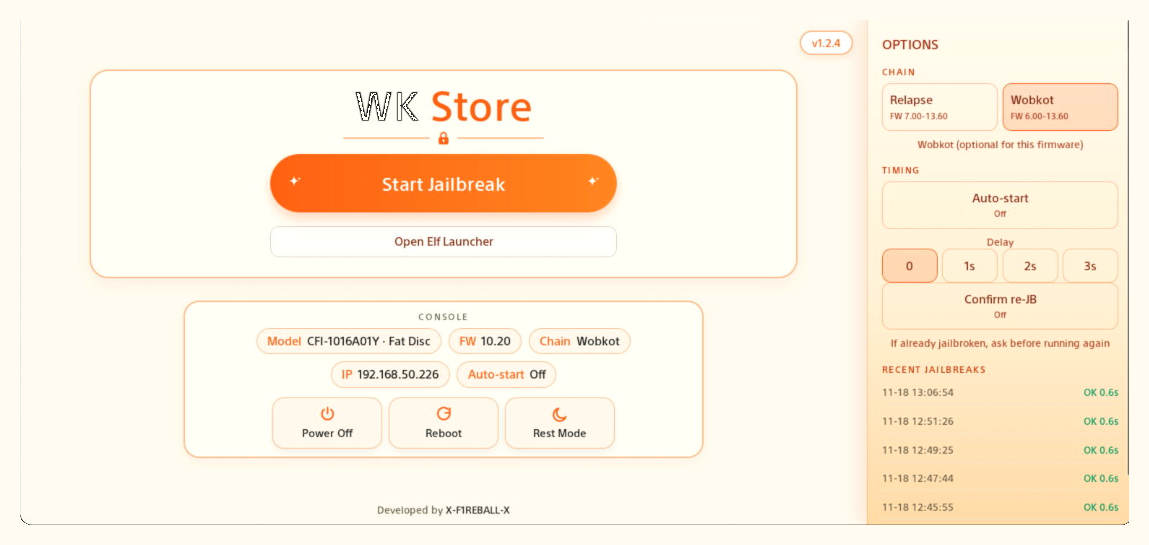 v1.2.4
WK Store
Start Jailbreak
Open Elf Launcher
CONSOLE
Model CFI-1016A01Y · Fat Disc
FW 10.20
Chain Wobkot
IP 192.168.50.226
Auto-start Off
Power Off
Reboot
Rest Mode
Developed by X-F1REBALL-X
OPTIONS
CHAIN
Relapse
FW 7.00-13.60
Wobkot
FW 6.00-13.60
Wobkot (optional for this firmware)
TIMING
Auto-start
Off
Delay
0
1s
2s
3s
Confirm re-JB
Off
If already jailbroken, ask before running again
RECENT JAILBREAKS
11-18 13:06:54 OK 0.6s
11-18 12:51:26 OK 0.6s
11-18 12:49:25 OK 0.6s
11-18 12:47:44 OK 0.6s
11-18 12:45:55 OK 0.6s